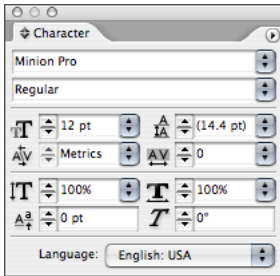 Character
Minion Pro
Regular
12 pt (14.4 pt)
Metrics 0
100% 100%
0 pt 0°
Language: English: USA